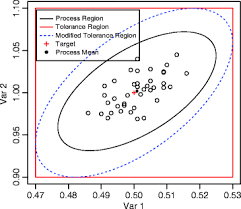 Process Region
Tolerance Region
Modified Tolerance Region
Target
Process Mean
Var 2
1.10
1.05
1.00
0.95
0.90
0.47 0.48 0.49 0.50 0.51 0.52 0.53
Var 1